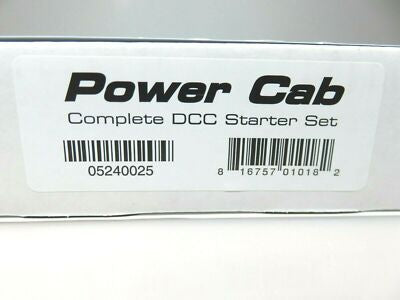 Power Cab
Complete DCC Starter Set
05240025
8 16757 01018 2